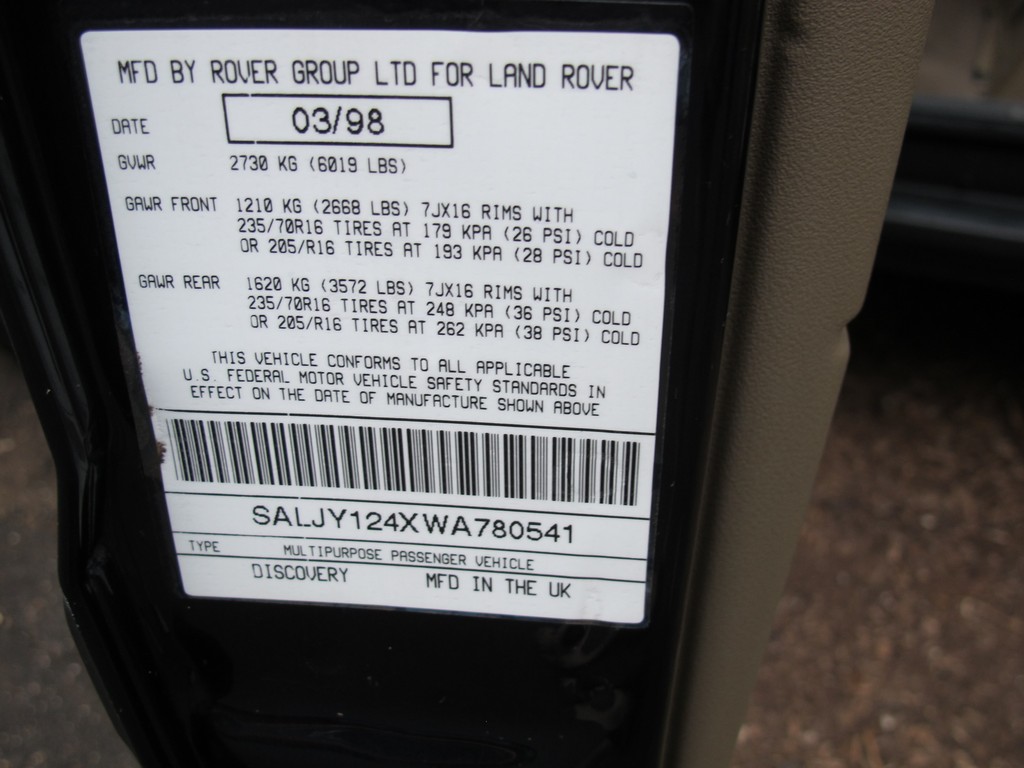 MFD BY ROVER GROUP LTD FOR LAND ROVER
DATE 03/98
GVWR 2730 KG (6019 LBS)
GAWR FRONT 1210 KG (2668 LBS) 7JX16 RIMS WITH
235/70R16 TIRES AT 179 KPA (26 PSI) COLD
OR 205/R16 TIRES AT 193 KPA (28 PSI) COLD
GAWR REAR 1620 KG (3572 LBS) 7JX16 RIMS WITH
235/70R16 TIRES AT 248 KPA (36 PSI) COLD
OR 205/R16 TIRES AT 262 KPA (38 PSI) COLD
THIS VEHICLE CONFORMS TO ALL APPLICABLE
U.S. FEDERAL MOTOR VEHICLE SAFETY STANDARDS IN
EFFECT ON THE DATE OF MANUFACTURE SHOWN ABOVE
SALJY124XWA780541
TYPE MULTIPURPOSE PASSENGER VEHICLE
DISCOVERY MFD IN THE UK